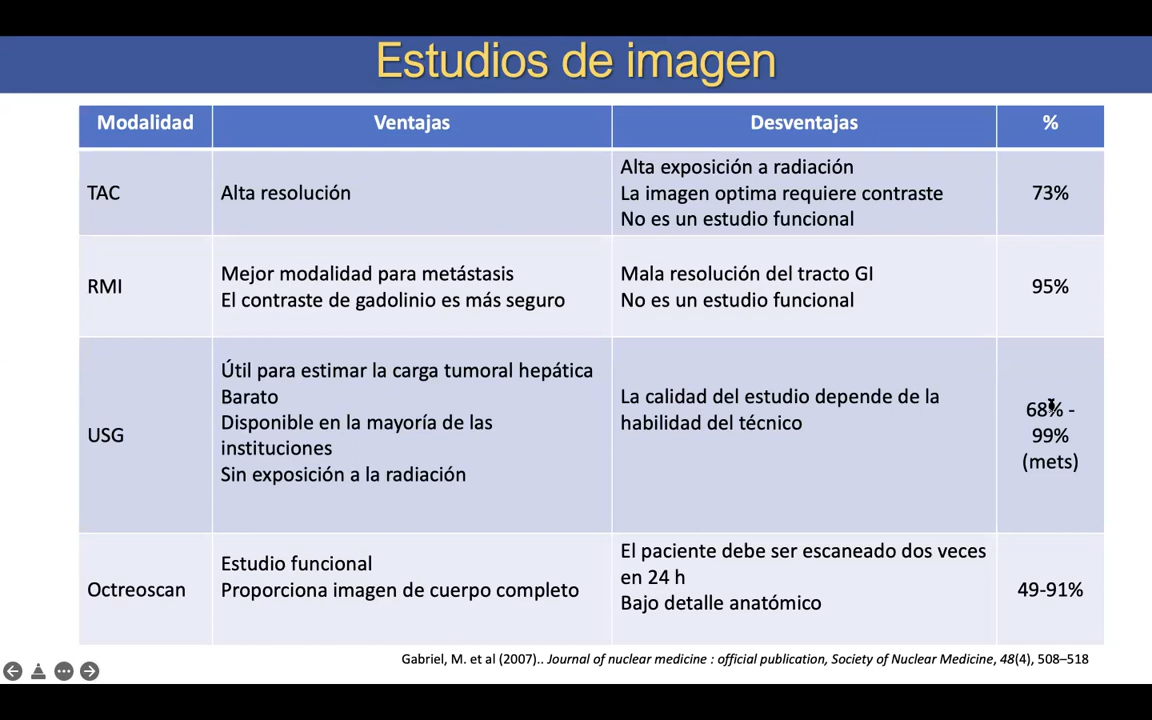 Estudios de imagen
Modalidad
Ventajas
Desventajas
%
TAC
Alta resolución
Alta exposición a radiación
La imagen optima requiere contraste
No es un estudio funcional
73%
RMI
Mejor modalidad para metástasis
El contraste de gadolinio es más seguro
Mala resolución del tracto GI
No es un estudio funcional
95%
USG
Útil para estimar la carga tumoral hepática
Barato
Disponible en la mayoría de las
instituciones
Sin exposición a la radiación
La calidad del estudio depende de la
habilidad del técnico
68% -
99%
(mets)
Octreoscan
Estudio funcional
Proporciona imagen de cuerpo completo
El paciente debe ser escaneado dos veces
en 24 h
Bajo detalle anatómico
49-91%
Gabriel, M. et al (2007).. Journal of nuclear medicine : official publication, Society of Nuclear Medicine, 48(4), 508–518